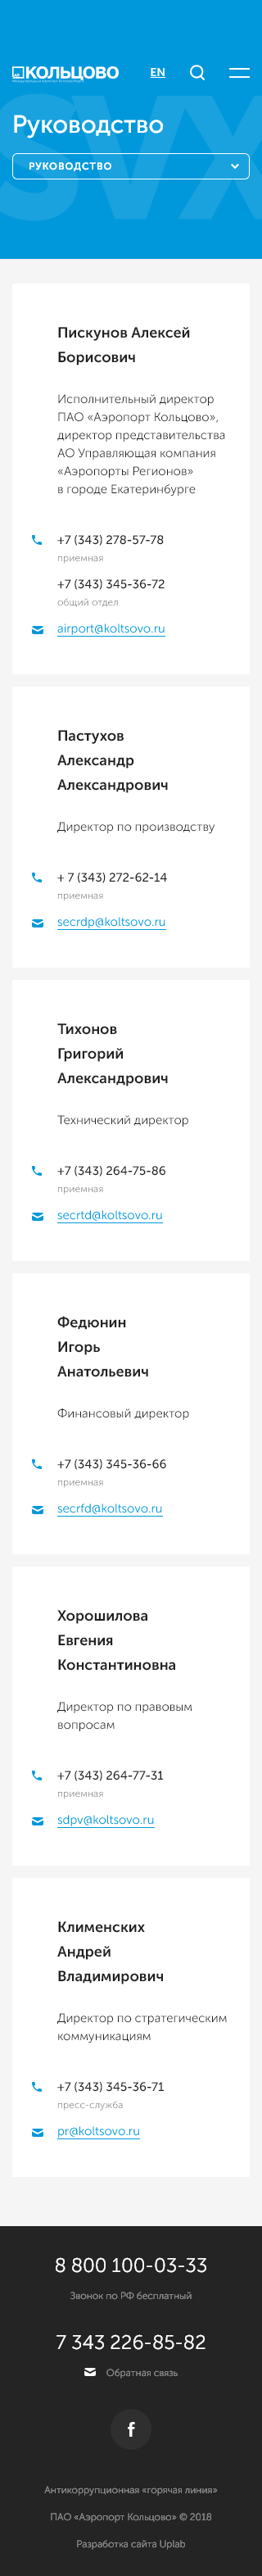 КОЛЬЦОВО
EN
Руководство
РУКОВОДСТВО
SVX
Пискунов Алексей
Борисович
Исполнительный директор
ПАО «Аэропорт Кольцово»,
директор представительства
АО Управляющая компания
«Аэропорты Регионов»
в городе Екатеринбурге
+7 (343) 278-57-78
приемная
+7 (343) 345-36-72
общий отдел
airport@koltsovo.ru
Пастухов
Александр
Александрович
Директор по производству
+ 7 (343) 272-62-14
приемная
secrdp@koltsovo.ru
Тихонов
Григорий
Александрович
Технический директор
+7 (343) 264-75-86
приемная
secrtd@koltsovo.ru
Федюнин
Игорь
Анатольевич
Финансовый директор
+7 (343) 345-36-66
приемная
secrfd@koltsovo.ru
Хорошилова
Евгения
Константиновна
Директор по правовым
вопросам
+7 (343) 264-77-31
приемная
sdpv@koltsovo.ru
Клименских
Андрей
Владимирович
Директор по стратегическим
коммуникациям
+7 (343) 345-36-71
пресс-служба
pr@koltsovo.ru
8 800 100-03-33
Звонок по РФ бесплатный
7 343 226-85-82
Обратная связь
Антикоррупционная «горячая линия»
ПАО «Аэропорт Кольцово» © 2018
Разработка сайта Uplab